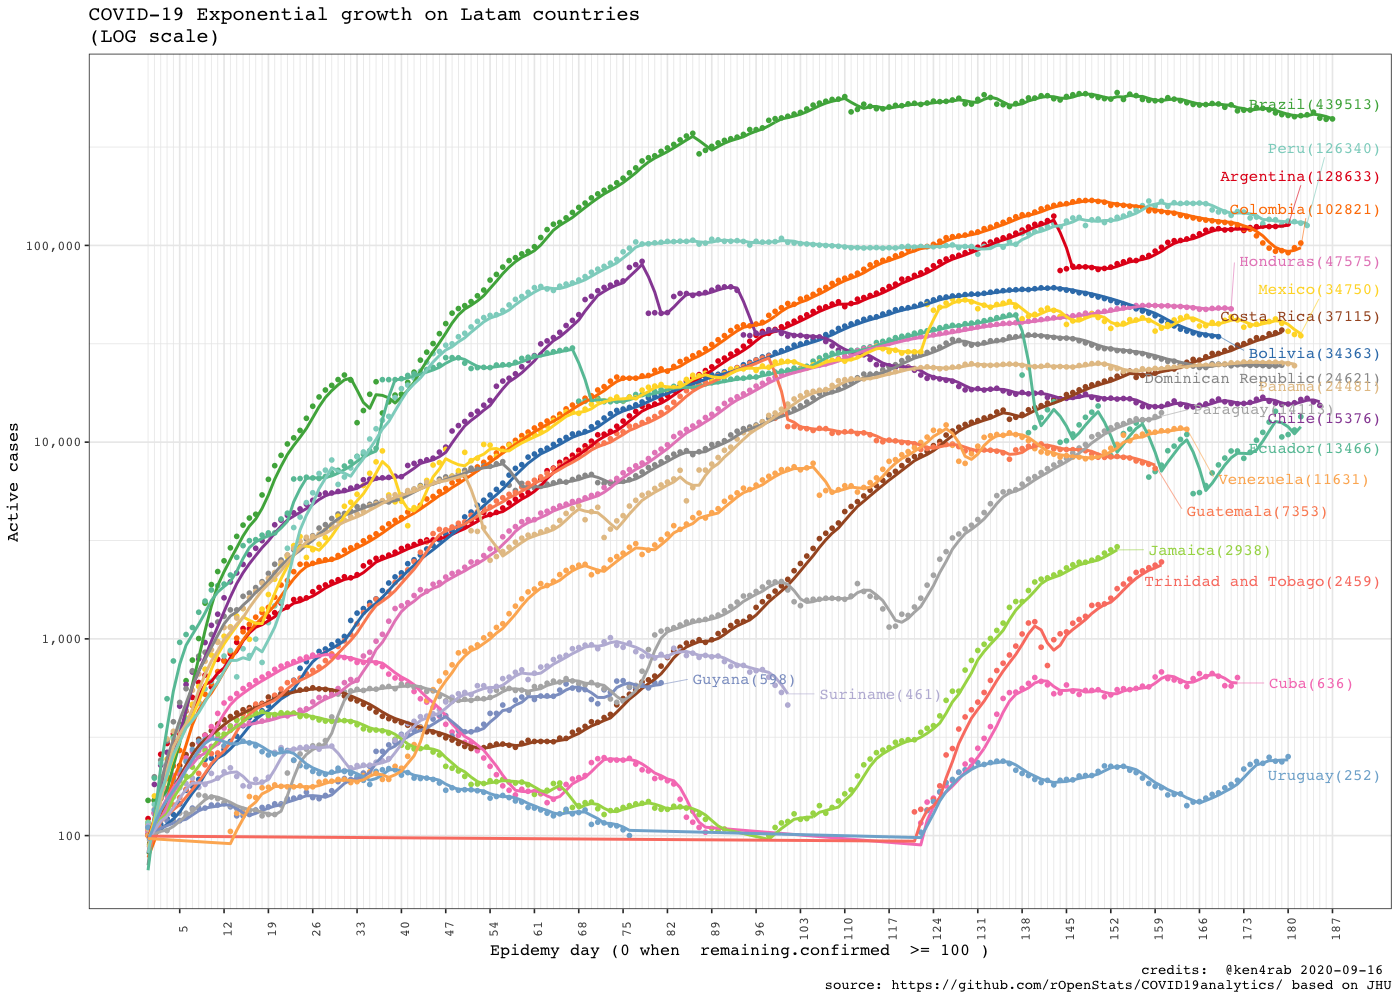 COVID-19 Exponential growth on Latam countries
(LOG scale)
Active cases
100,000
10,000
1,000
100
Brazil(439513)
Peru(126340)
Argentina(128633)
Colombia(102821)
Honduras(47575)
Mexico(34750)
Costa Rica(37115)
Bolivia(34363)
Dominican Republic(24621)
Panama(24481)
Paraguay(14113)
Chile(15376)
Ecuador(13466)
Venezuela(11631)
Guatemala(7353)
Jamaica(2938)
Trinidad and Tobago(2459)
Guyana(598)
Suriname(461)
Cuba(636)
Uruguay(252)
5 12 19 26 33 40 47 54 61 68 75 82 89 96 103 110 117 124 131 138 145 152 159 166 173 180 187
Epidemy day (0 when  remaining.confirmed  >= 100 )
credits:  @ken4rab 2020-09-16
source: https://github.com/rOpenStats/COVID19analytics/ based on JHU